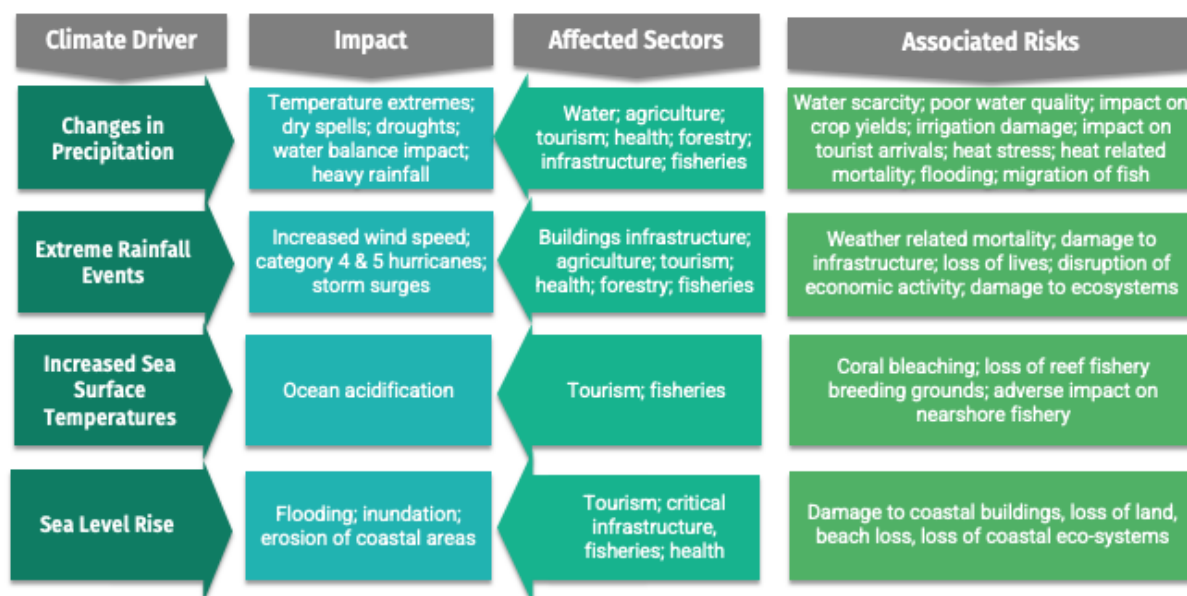 Climate Driver
Impact
Affected Sectors
Associated Risks
Changes in
Precipitation
Temperature extremes;
dry spells; droughts;
water balance impact;
heavy rainfall
Water; agriculture;
tourism; health; forestry;
infrastructure; fisheries
Water scarcity; poor water quality; impact on
crop yields; irrigation damage; impact on
tourist arrivals; heat stress; heat related
mortality; flooding; migration of fish
Extreme Rainfall
Events
Increased wind speed;
category 4 & 5 hurricanes;
storm surges
Buildings infrastructure;
agriculture; tourism;
health; forestry; fisheries
Weather related mortality; damage to
infrastructure; loss of lives; disruption of
economic activity; damage to ecosystems
Increased Sea
Surface
Temperatures
Ocean acidification
Tourism; fisheries
Coral bleaching; loss of reef fishery
breeding grounds; adverse impact on
nearshore fishery
Sea Level Rise
Flooding; inundation;
erosion of coastal areas
Tourism; critical
infrastructure,
fisheries; health
Damage to coastal buildings, loss of land,
beach loss, loss of coastal eco-systems